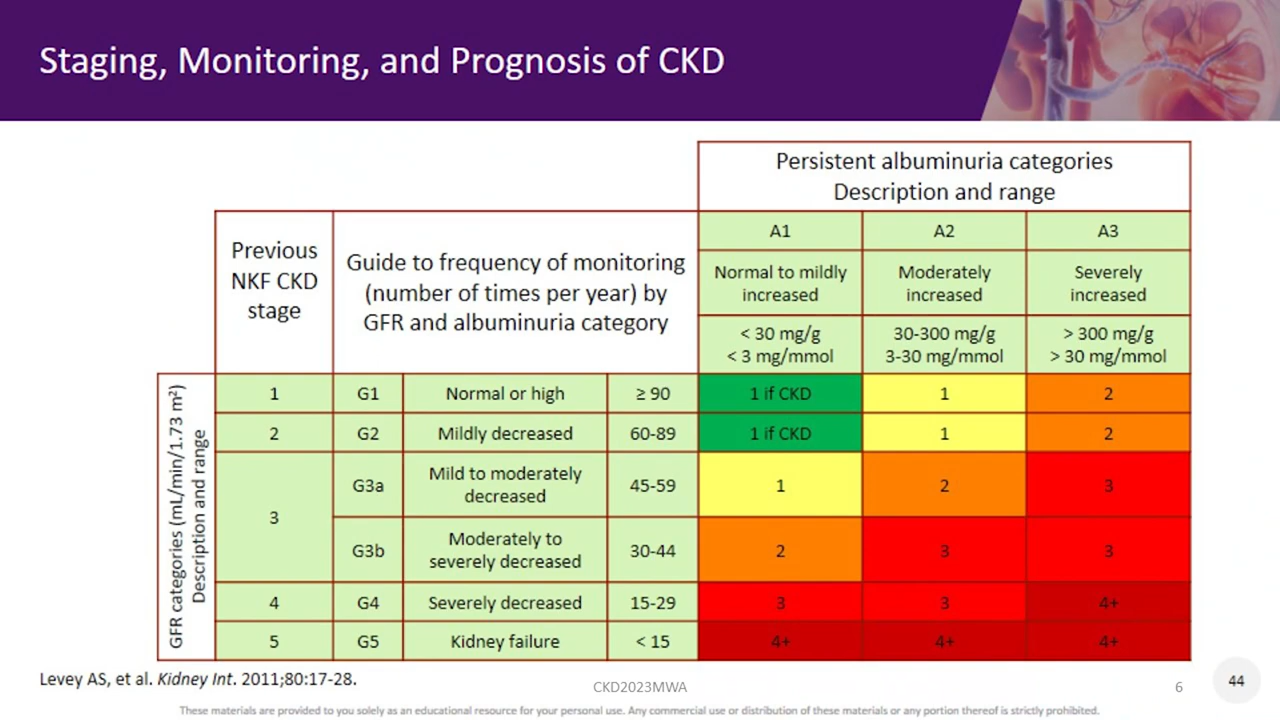 Staging, Monitoring, and Prognosis of CKD
Persistent albuminuria categories
Description and range
Previous
NKF CKD
stage
Guide to frequency of monitoring
(number of times per year) by
GFR and albuminuria category
A1
A2
A3
Normal to mildly
increased
Moderately
increased
Severely
increased
< 30 mg/g
< 3 mg/mmol
30-300 mg/g
3-30 mg/mmol
> 300 mg/g
> 30 mg/mmol
GFR categories (mL/min/1.73 m²)
Description and range
1
G1
Normal or high
≥ 90
1 if CKD
1
2
2
G2
Mildly decreased
60-89
1 if CKD
1
2
3
G3a
Mild to moderately
decreased
45-59
1
2
3
G3b
Moderately to
severely decreased
30-44
2
3
3
4
G4
Severely decreased
15-29
3
3
4+
5
G5
Kidney failure
< 15
4+
4+
4+
Levey AS, et al. Kidney Int. 2011;80:17-28.
CKD2023MWA
6
44
These materials are provided to you solely as an educational resource for your personal use. Any commercial use or distribution of these materials or any portion thereof is strictly prohibited.